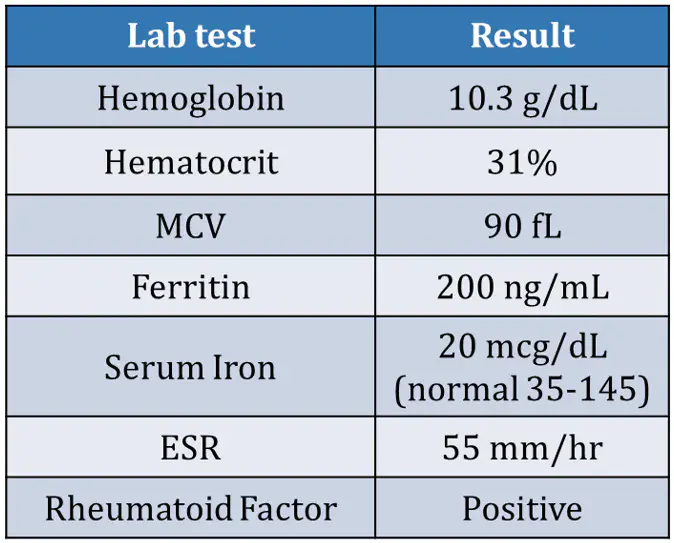 Lab test Result
Hemoglobin 10.3 g/dL
Hematocrit 31%
MCV 90 fL
Ferritin 200 ng/mL
Serum Iron 20 mcg/dL
(normal 35-145)
ESR 55 mm/hr
Rheumatoid Factor Positive